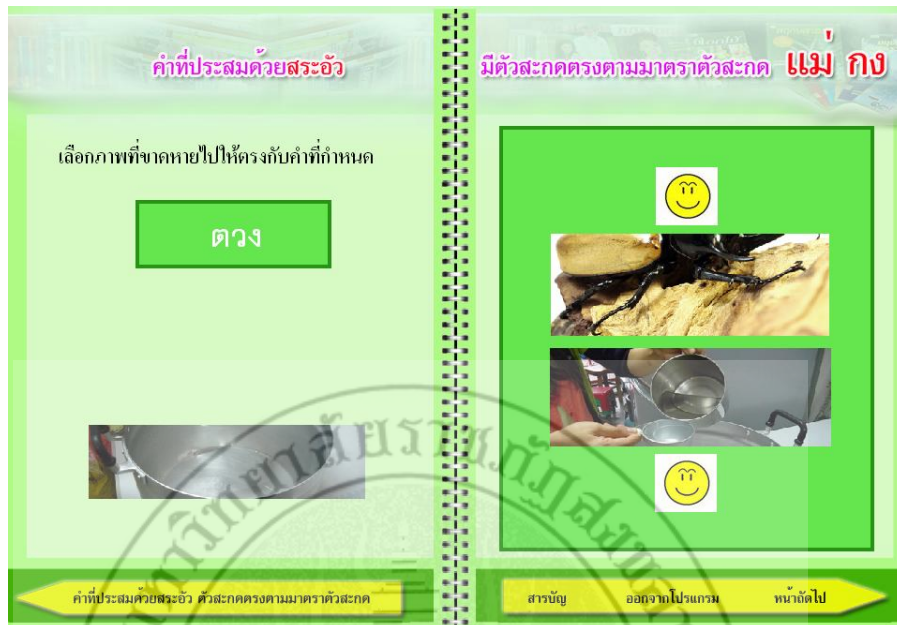 คำที่ประสมด้วยสระอัว
มีตัวสะกดตรงตามมาตราตัวสะกด แม่ กง
เลือกภาพที่ขาดหายไปให้ตรงกับคำที่กำหนด
ตวง
คำที่ประสมด้วยสระอัว ตัวสะกดตรงตามมาตราตัวสะกด
สารบัญ ออกจากโปรแกรม หน้าถัดไป